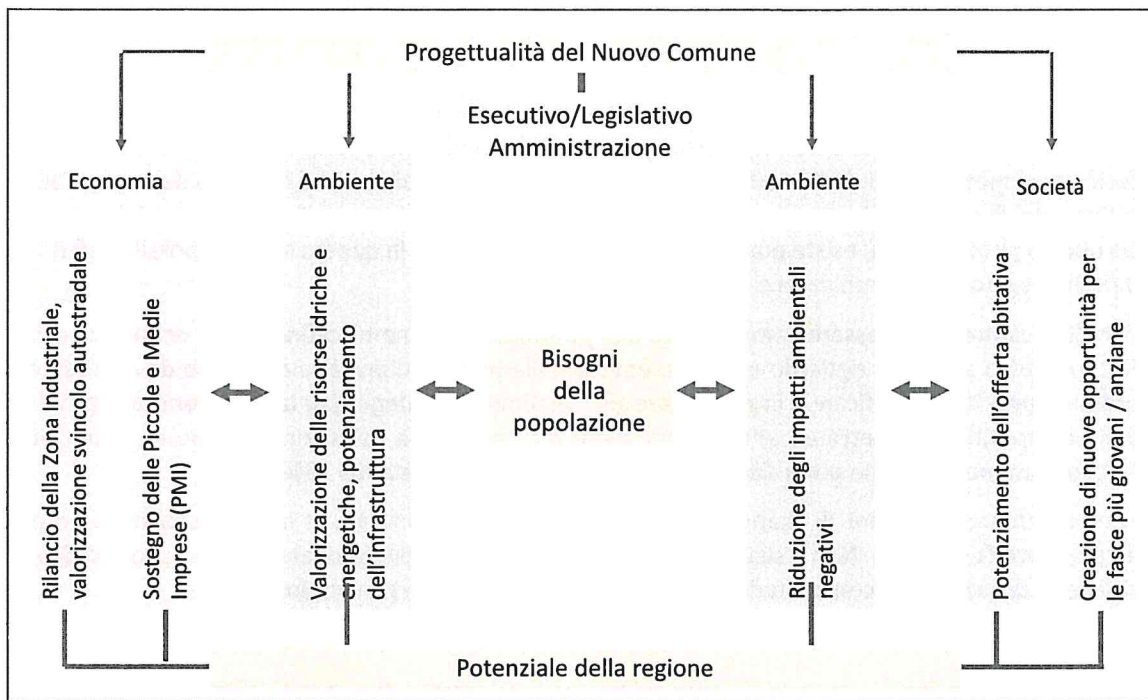 Progettualità del Nuovo Comune
Esecutivo/Legislativo
Amministrazione
Economia
Ambiente
Ambiente
Società
Rilancio della Zona Industriale,
valorizzazione svincolo autostradale
Sostegno delle Piccole e Medie
Imprese (PMI)
Valorizzazione delle risorse idriche e
energetiche, potenziamento
dell'infrastruttura
Bisogni
della
popolazione
Riduzione degli impatti ambientali
negativi
Potenziamento dell'offerta abitativa
Creazione di nuove opportunità per
le fasce più giovani /anziane
Potenziale della regione